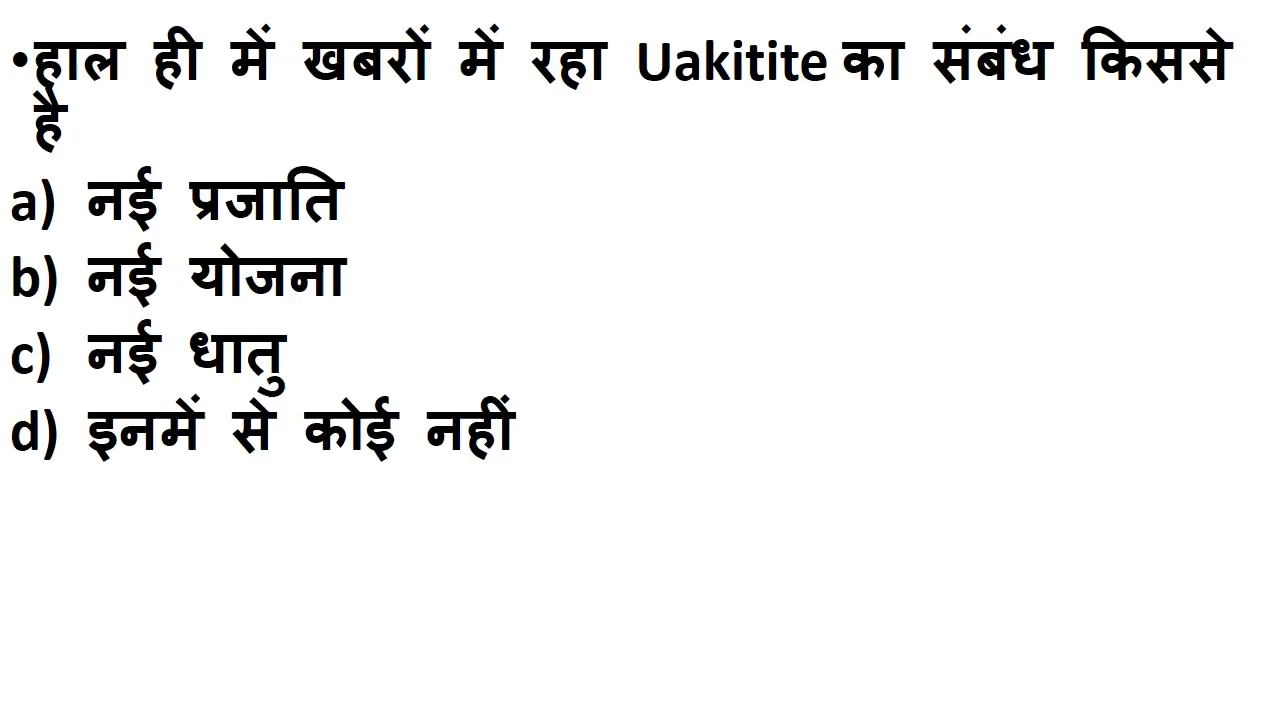 •हाल ही में खबरों में रहा Uakitite का संबंध किससे
है
a) नई प्रजाति
b) नई योजना
c) नई धातु
d) इनमें से कोई नहीं